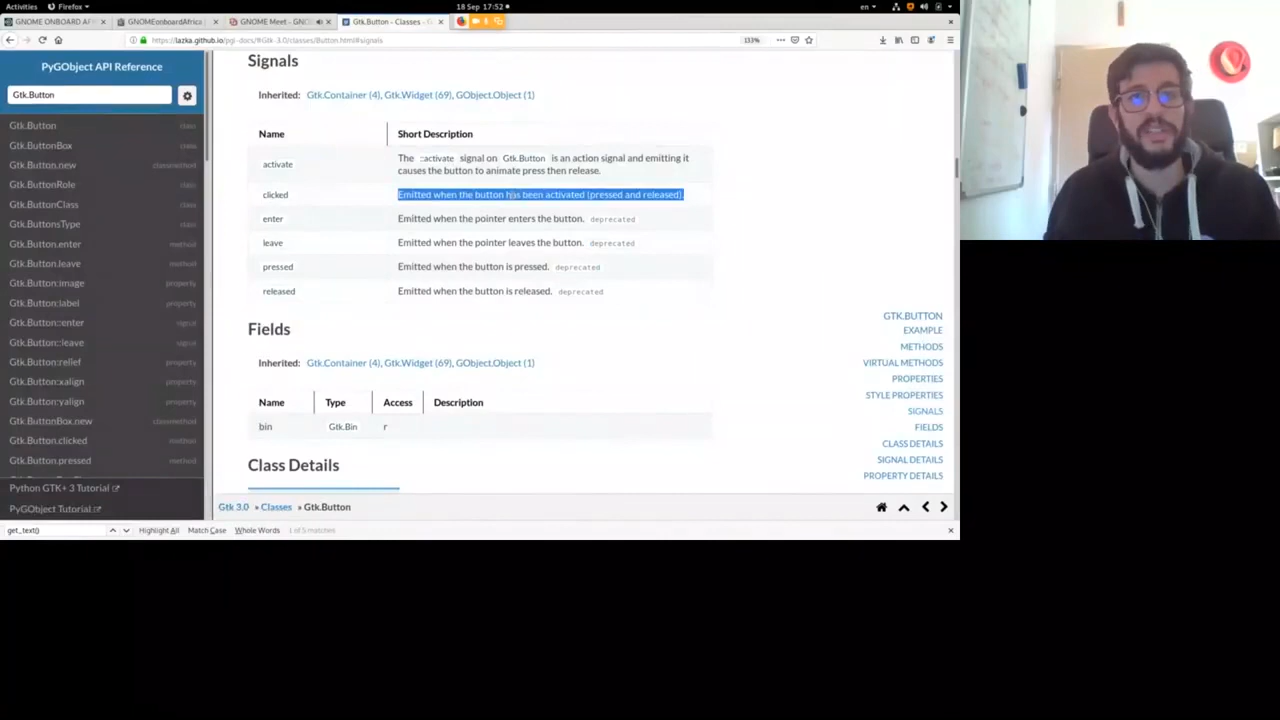 Activities
Firefox
18 Sep 17:52
en
GNOME ONBOARD AF
GNOMEonboardAfrica
GNOME Meet – GNOME
Gtk.Button - Classes - G
https://lazka.github.io/pgi-docs/#Gtk-3.0/classes/Button.html#signals
133%
PyGObject API Reference
Gtk.Button
Gtk.Button class
Gtk.ButtonBox class
Gtk.Button.new classmethod
Gtk.ButtonRole class
Gtk.ButtonClass class
Gtk.ButtonsType class
Gtk.Button.enter method
Gtk.Button.leave method
Gtk.Button:image property
Gtk.Button:label property
Gtk.Button::enter signal
Gtk.Button::leave signal
Gtk.Button:relief property
Gtk.Button:xalign property
Gtk.Button:yalign property
Gtk.ButtonBox.new classmethod
Gtk.Button.clicked method
Gtk.Button.pressed method
Python GTK+ 3 Tutorial
PyGObject Tutorial
Signals
Inherited: Gtk.Container (4), Gtk.Widget (69), GObject.Object (1)
Name Short Description
activate The ::activate signal on Gtk.Button is an action signal and emitting it
causes the button to animate press then release.
clicked Emitted when the button has been activated (pressed and released).
enter Emitted when the pointer enters the button. deprecated
leave Emitted when the pointer leaves the button. deprecated
pressed Emitted when the button is pressed. deprecated
released Emitted when the button is released. deprecated
Fields
Inherited: Gtk.Container (4), Gtk.Widget (69), GObject.Object (1)
Name Type Access Description
bin Gtk.Bin r
Class Details
GTK.BUTTON
EXAMPLE
METHODS
VIRTUAL METHODS
PROPERTIES
STYLE PROPERTIES
SIGNALS
FIELDS
CLASS DETAILS
SIGNAL DETAILS
PROPERTY DETAILS
Gtk 3.0 » Classes » Gtk.Button
get_text()
Highlight All Match Case Whole Words 1 of 5 matches